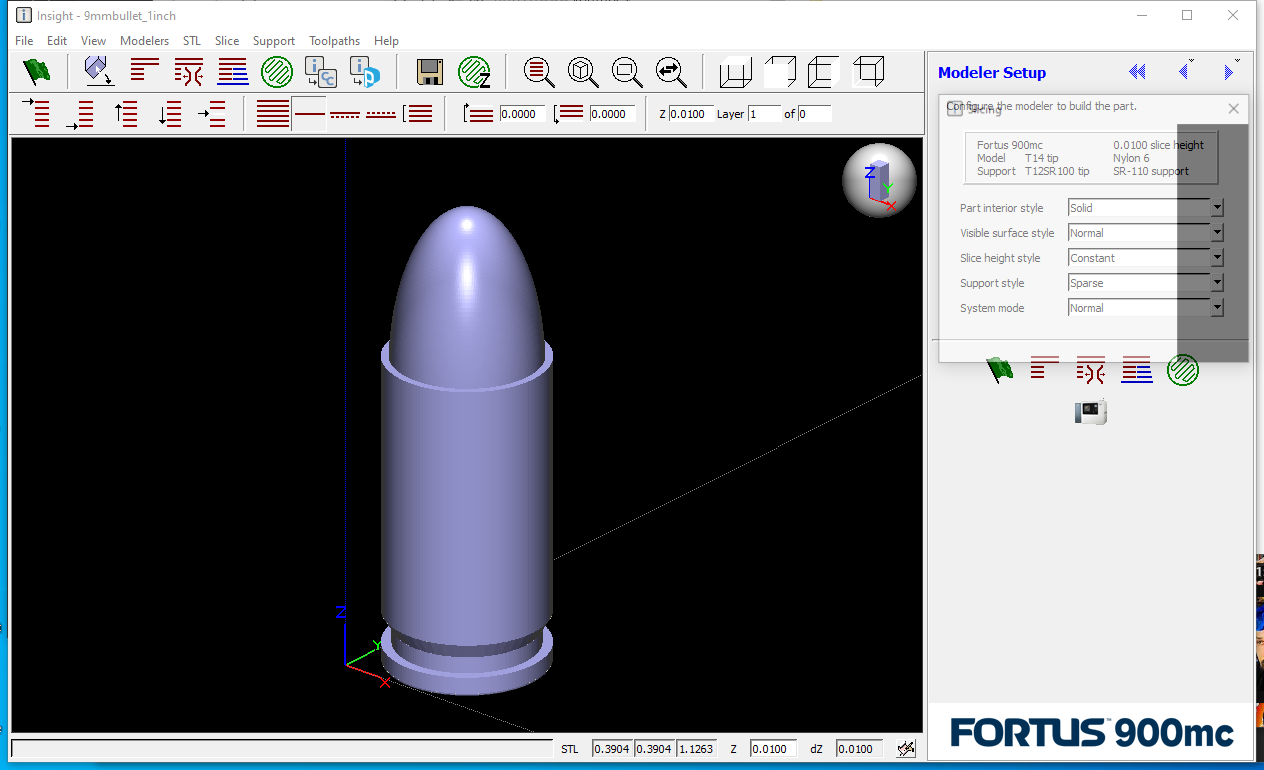 Insight - 9mmbullet_1inch
File Edit View Modelers STL Slice Support Toolpaths Help
0.0000 0.0000 Z 0.0100 Layer 1 of 0
Z
Y
X
Z
Y
X
Modeler Setup
Configure the modeler to build the part.
Slicing
Fortus 900mc 0.0100 slice height
Model T14 tip Nylon 6
Support T12SR100 tip SR-110 support
Part interior style Solid
Visible surface style Normal
Slice height style Constant
Support style Sparse
System mode Normal
FORTUS™ 900mc
STL 0.3904 0.3904 1.1263 Z 0.0100 dZ 0.0100